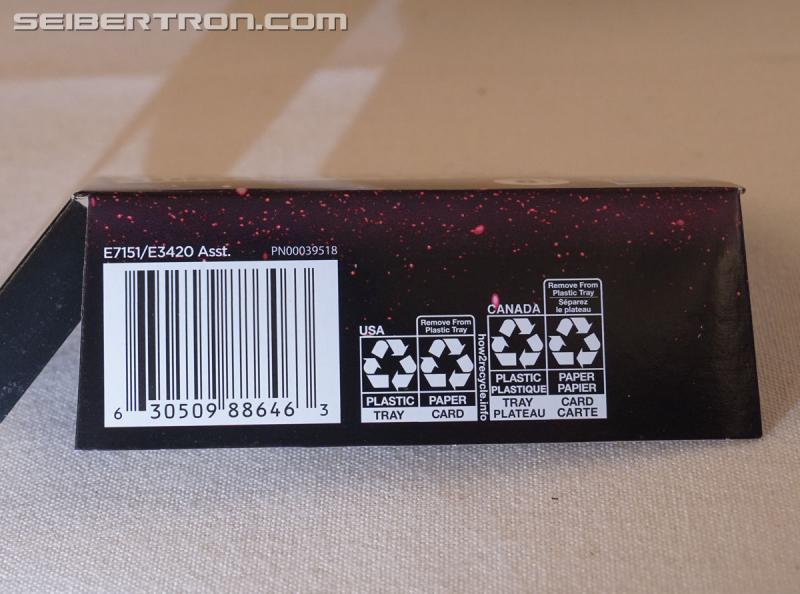 SEIBERTRON.COM
E7151/E3420 Asst. PN00039518
6 30509 88646 3
USA
Remove From
Plastic Tray
PLASTIC PAPER
TRAY CARD
how2recycle.info
CANADA
Remove From
Plastic Tray
Séparez
le plateau
PLASTIC PAPER
PLASTIQUE PAPIER
TRAY CARD
PLATEAU CARTE